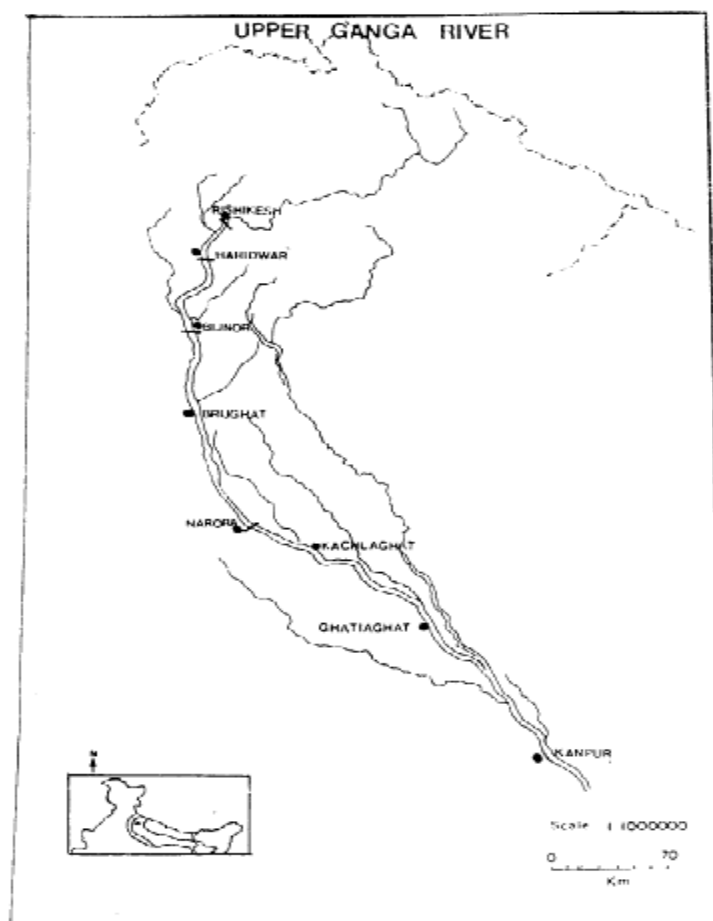 UPPER GANGA RIVER
RISHIKESH
HARIDWAR
BIJNOR
BRUGHAT
NARORA
KACHLAGHAT
GHATIAGHAT
KANPUR
N
Scale 1:1000000
0 70
Km